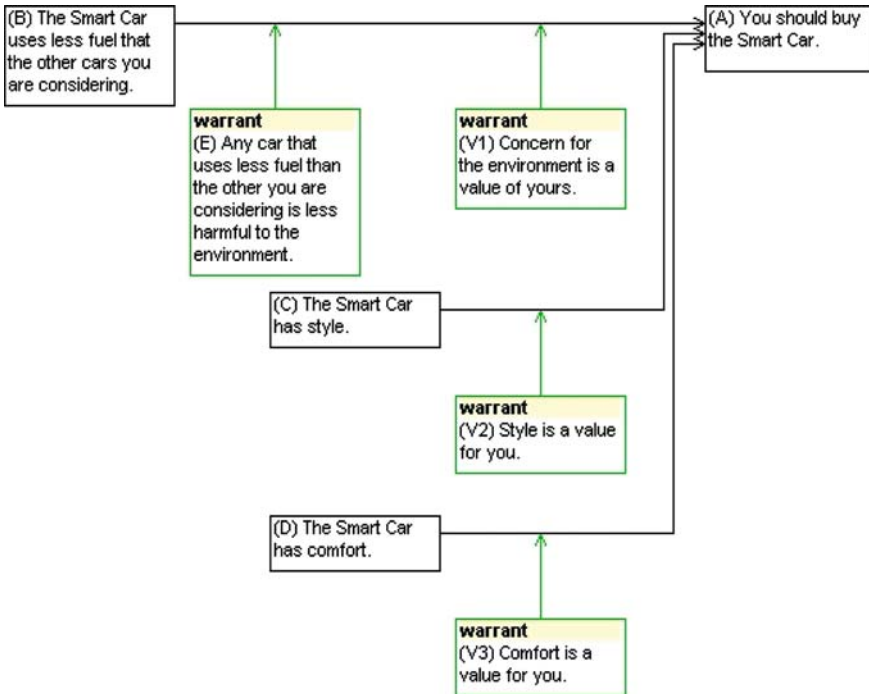 (B) The Smart Car
uses less fuel that
the other cars you
are considering.
(A) You should buy
the Smart Car.
warrant
(E) Any car that
uses less fuel than
the other you are
considering is less
harmful to the
environment.
warrant
(V1) Concern for
the environment is a
value of yours.
(C) The Smart Car
has style.
warrant
(V2) Style is a value
for you.
(D) The Smart Car
has comfort.
warrant
(V3) Comfort is a
value for you.